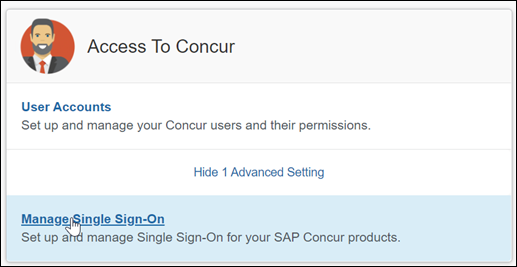 Access To Concur
User Accounts
Set up and manage your Concur users and their permissions.
Hide 1 Advanced Setting
Manage Single Sign-On
Set up and manage Single Sign-On for your SAP Concur products.